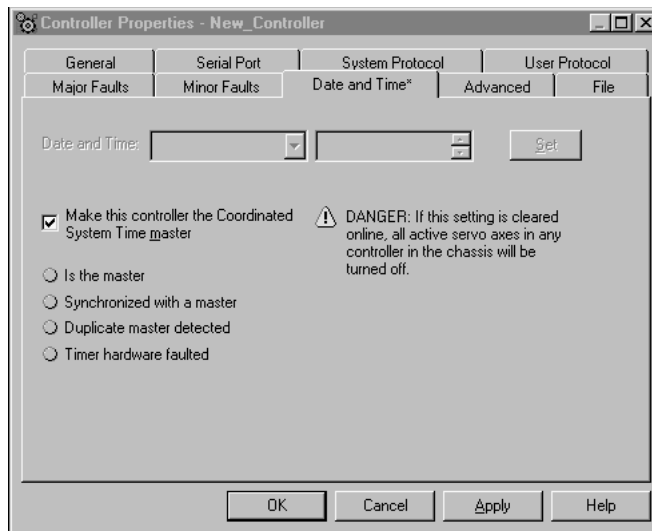 Controller Properties - New_Controller
General Serial Port System Protocol User Protocol
Major Faults Minor Faults Date and Time* Advanced File
Date and Time: Set
Make this controller the Coordinated
System Time master
DANGER: If this setting is cleared
online, all active servo axes in any
controller in the chassis will be
turned off.
Is the master
Synchronized with a master
Duplicate master detected
Timer hardware faulted
OK Cancel Apply Help